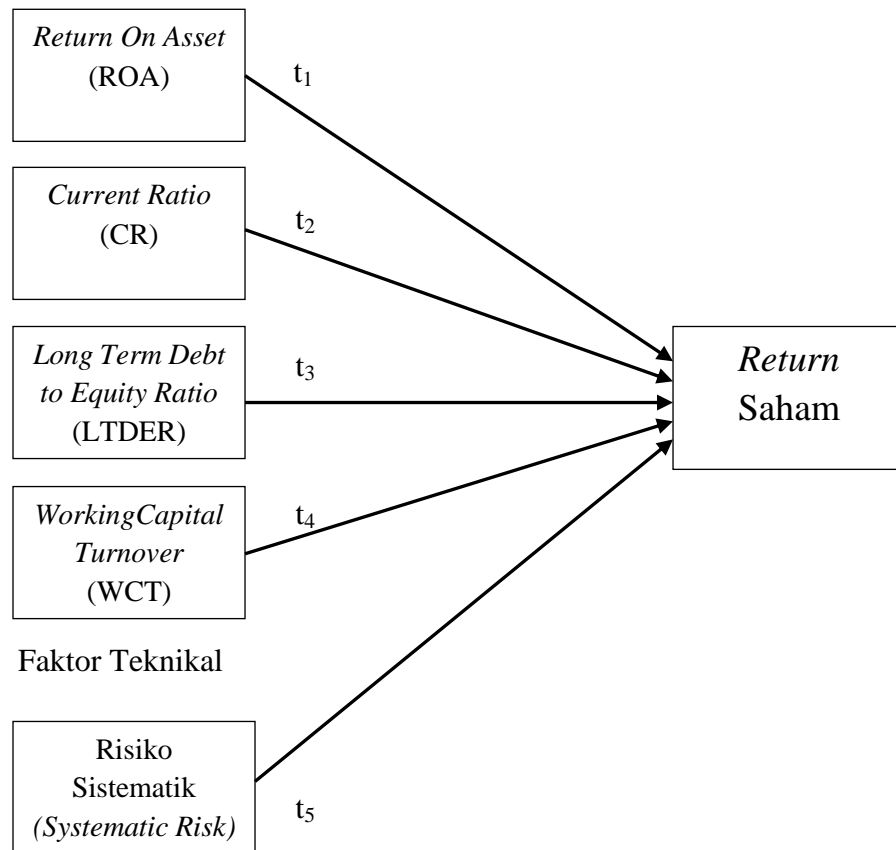 Return On Asset
(ROA)
t1
Current Ratio
(CR)
t2
Long Term Debt
to Equity Ratio
(LTDER)
t3
Return
Saham
WorkingCapital
Turnover
(WCT)
t4
Faktor Teknikal
Risiko
Sistematik
(Systematic Risk)
t5